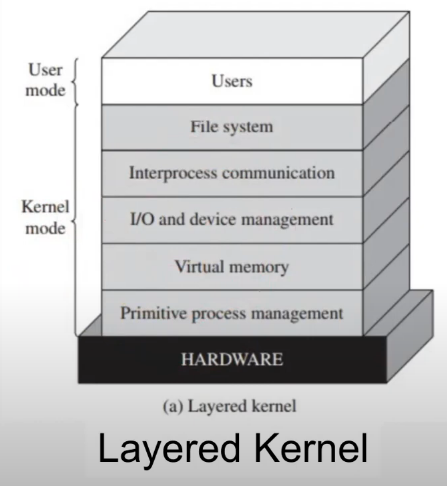 User
mode
Users
File system
Interprocess communication
Kernel
mode
I/O and device management
Virtual memory
Primitive process management
HARDWARE
(a) Layered kernel
Layered Kernel